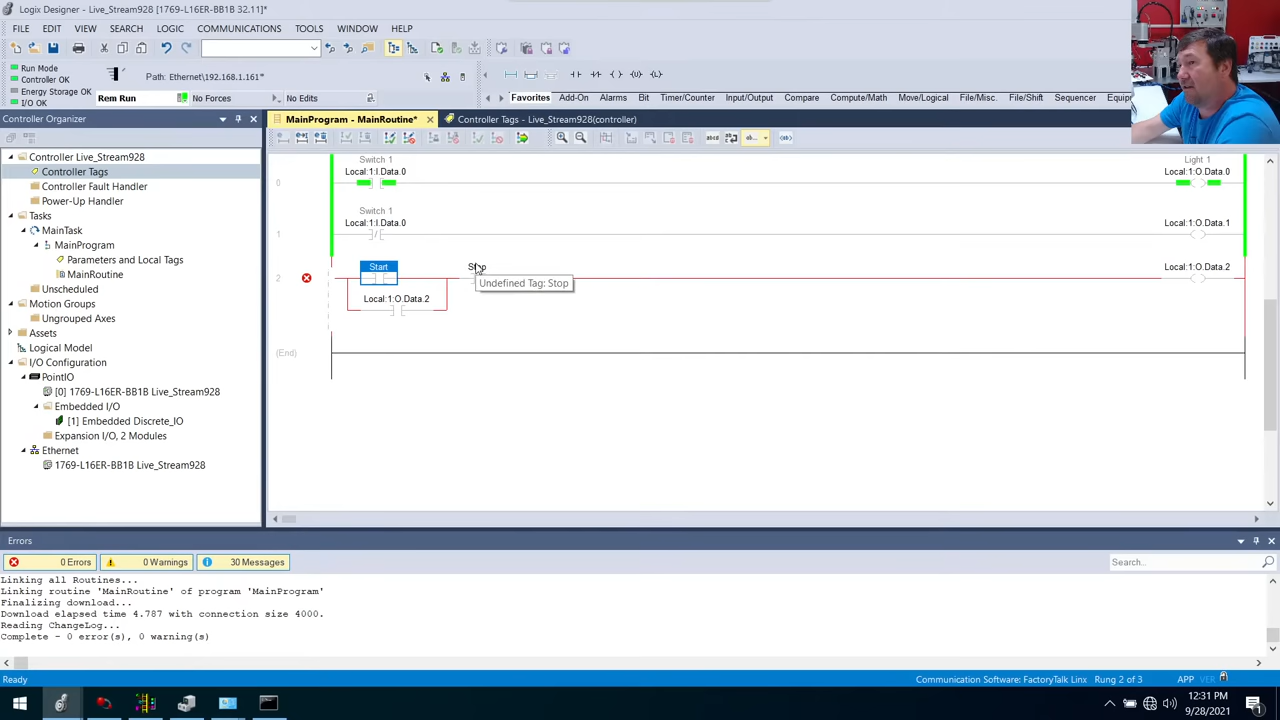 Logix Designer - Live_Stream928 [1769-L16ER-BB1B 32.11]*
FILE EDIT VIEW SEARCH LOGIC COMMUNICATIONS TOOLS WINDOW HELP
Run Mode
Controller OK
Energy Storage OK
I/O OK
Path: Ethernet\192.168.1.161*
Rem Run
No Forces
No Edits
Favorites Add-On Alarms Bit Timer/Counter Input/Output Compare Compute/Math Move/Logical File/Misc. File/Shift Sequencer Equipm
Controller Organizer
MainProgram - MainRoutine*
Controller Tags - Live_Stream928(controller)
Controller Live_Stream928
Controller Tags
Controller Fault Handler
Power-Up Handler
Tasks
MainTask
MainProgram
Parameters and Local Tags
MainRoutine
Unscheduled
Motion Groups
Ungrouped Axes
Assets
Logical Model
I/O Configuration
PointIO
[0] 1769-L16ER-BB1B Live_Stream928
Embedded I/O
[1] Embedded Discrete_IO
Expansion I/O, 2 Modules
Ethernet
1769-L16ER-BB1B Live_Stream928
Switch 1
Local:1:I.Data.0
Light 1
Local:1:O.Data.0
0
Switch 1
Local:1:I.Data.0
Local:1:O.Data.1
1
Start
Stop
Local:1:O.Data.2
2
Undefined Tag: Stop
Local:1:O.Data.2
(End)
Errors
0 Errors
0 Warnings
30 Messages
Search...
Linking all Routines...
Linking routine 'MainRoutine' of program 'MainProgram'
Finalizing download...
Download elapsed time 4.787 with connection size 4000.
Reading ChangeLog...
Complete - 0 error(s), 0 warning(s)
Ready
Communication Software: FactoryTalk Linx
Rung 2 of 3
APP
VER
12:31 PM
9/28/2021
1